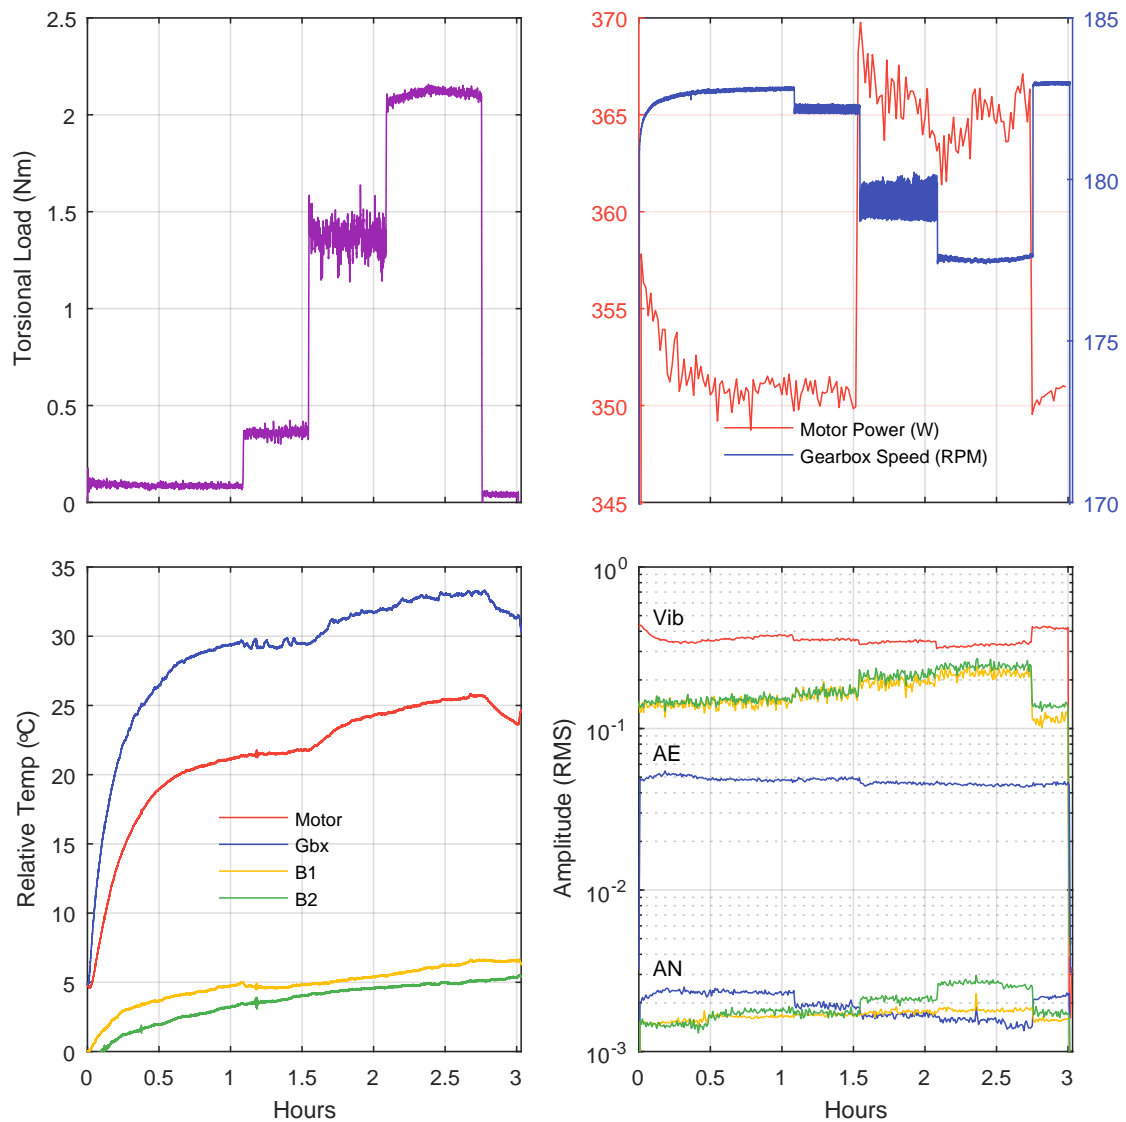 2.5
2
1.5
1
0.5
0
Torsional Load (Nm)
370
365
360
355
350
345
185
180
175
170
Motor Power (W)
Gearbox Speed (RPM)
35
30
25
20
15
10
5
0
Relative Temp (ºC)
Motor
Gbx
B1
B2
0 0.5 1 1.5 2 2.5 3
Hours
10^0
10^-1
10^-2
10^-3
Amplitude (RMS)
Vib
AE
AN
0 0.5 1 1.5 2 2.5 3
Hours